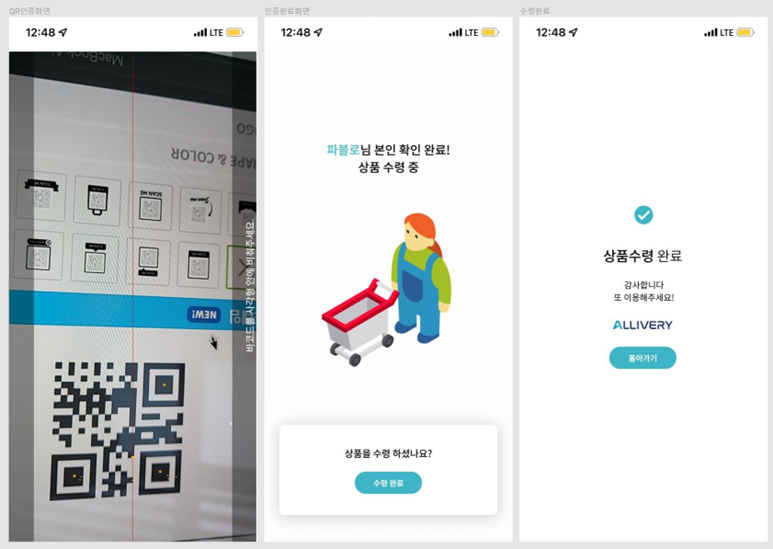 QR인증화면
12:48
LTE
MacBook Ai
OGO
HAPE & COLOR
SCAN ME
NEW!
바코드를 사각형 안에 비춰주세요.
인증완료화면
12:48
LTE
파블로님 본인 확인 완료!
상품 수령 중
상품을 수령 하셨나요?
수령 완료
수령완료
12:48
LTE
상품수령 완료
감사합니다
또 이용해주세요!
ALLIVERY
돌아가기